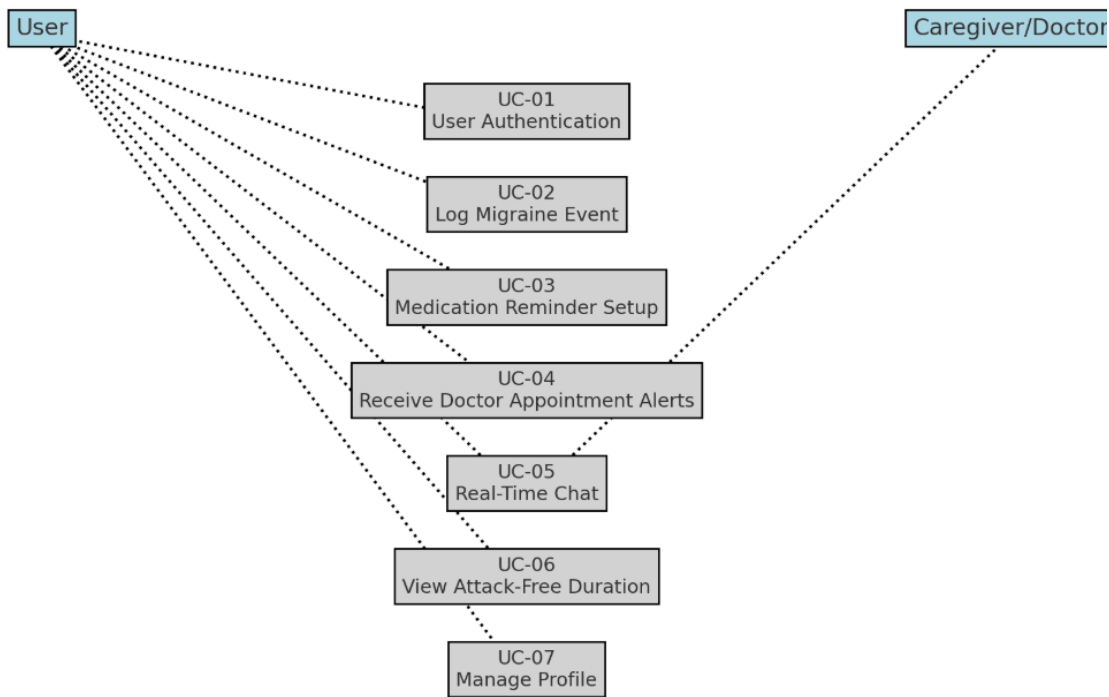 User
Caregiver/Doctor
UC-01
User Authentication
UC-02
Log Migraine Event
UC-03
Medication Reminder Setup
UC-04
Receive Doctor Appointment Alerts
UC-05
Real-Time Chat
UC-06
View Attack-Free Duration
UC-07
Manage Profile